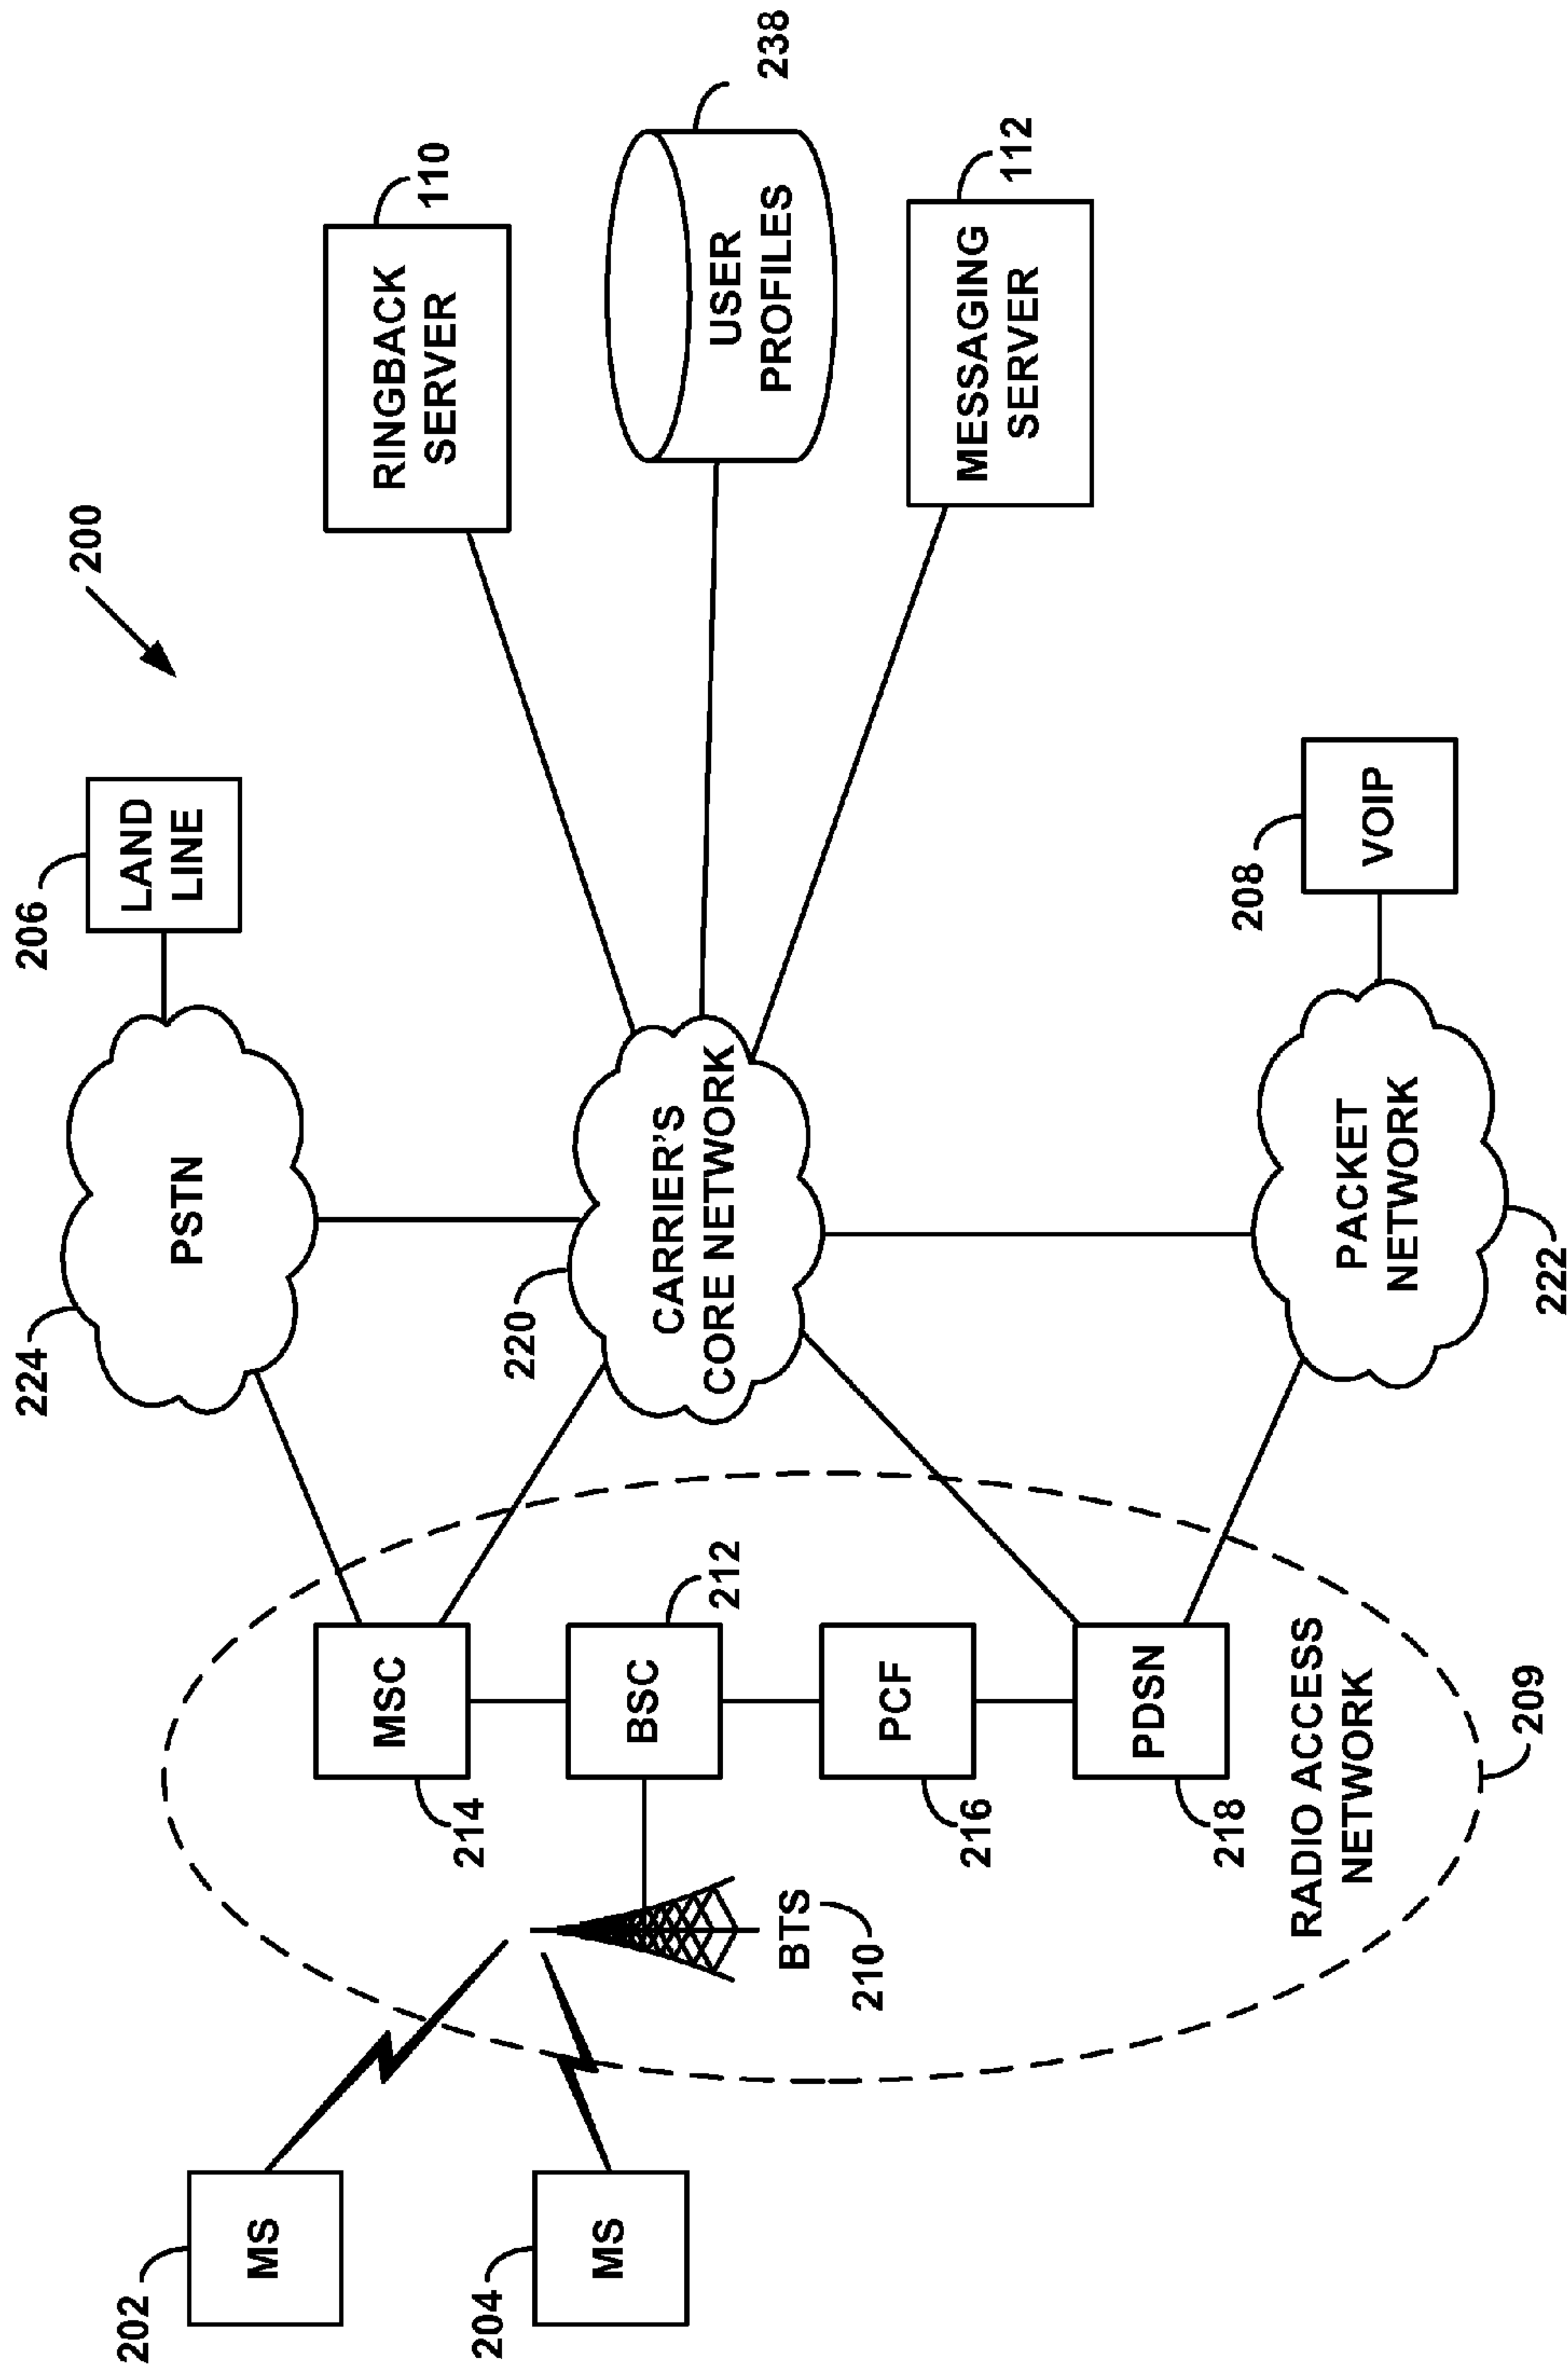 200
224
PSTN
206
LAND
LINE
202
MS
204
MS
BTS
210
214
MSC
BSC
212
216
PCF
218
PDSN
RADIO ACCESS
NETWORK
209
220
CARRIER'S
CORE NETWORK
RINGBACK
SERVER
110
USER
PROFILES
238
MESSAGING
SERVER
112
PACKET
NETWORK
222
208
VOIP